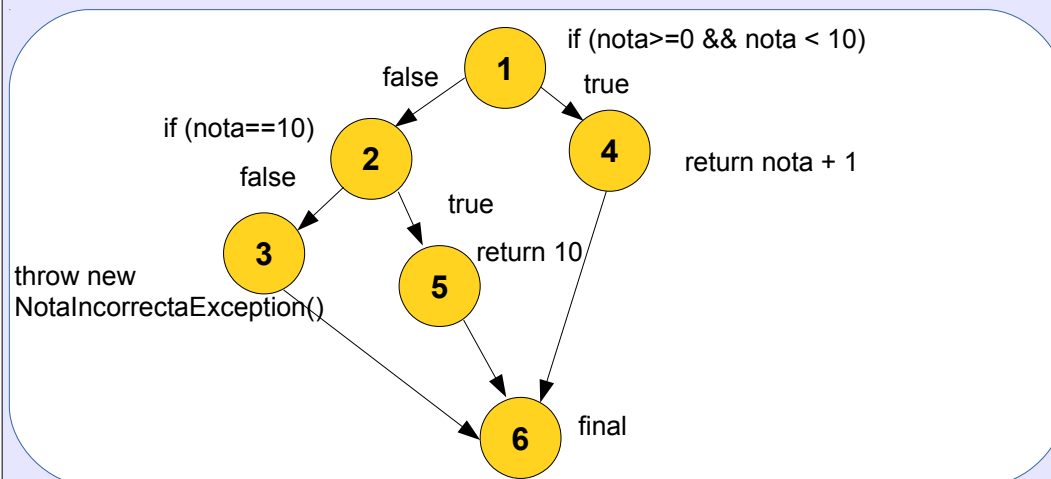 if (nota>=0 && nota < 10)
1
false
true
if (nota==10)
2
4
return nota + 1
false
true
3
return 10
5
throw new
NotaIncorrectaException()
6
final